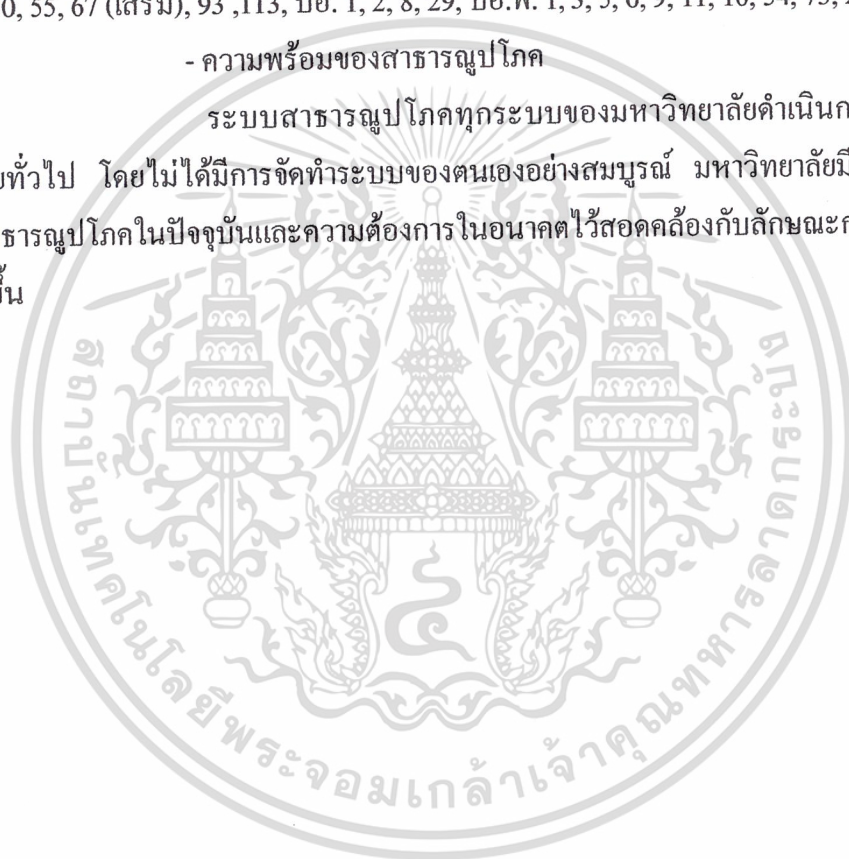 0, 55, 67 (เสริม), 93 ,113, ปอ. 1, 2, 8, 29, ปอ.พ. 1, 3, 5, 6, 9, 11, 16, 34, 73,
- ความพร้อมของสาธารณูปโภค
ระบบสาธารณูปโภคทุกระบบของมหาวิทยาลัยดำเนินก
ยทั่วไป โดยไม่ได้มีการจัดทำระบบของตนเองอย่างสมบูรณ์ มหาวิทยาลัยมี
ธารณูปโภคในปัจจุบันและความต้องการในอนาคตไว้สอดคล้องกับลักษณะก
ขึ้น
สถาบันเทคโนโลยีพระจอมเกล้าเจ้าคุณทหารลาดกระบัง